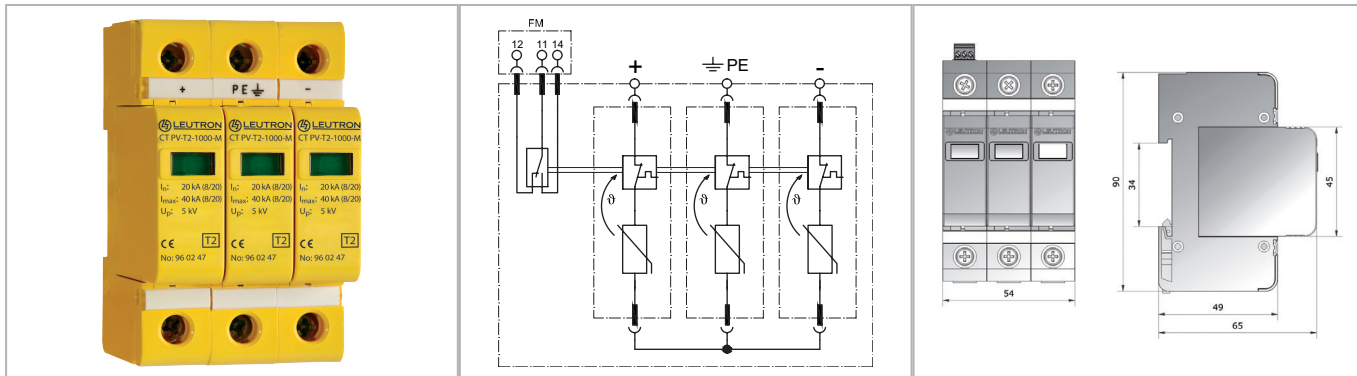 + PE ⏚ -
LEUTRON LEUTRON LEUTRON
CT PV-T2-1000-M CT PV-T2-1000-M CT PV-T2-1000-M
In: 20 kA (8/20) In: 20 kA (8/20) In: 20 kA (8/20)
Imax: 40 kA (8/20) Imax: 40 kA (8/20) Imax: 40 kA (8/20)
Up: 5 kV Up: 5 kV Up: 5 kV
CE T2 CE T2 CE T2
No: 96 02 47 No: 96 02 47 No: 96 02 47
FM
12 11 14
+ ⏚ PE -
ϑ ϑ ϑ
LEUTRON LEUTRON LEUTRON
54
90
34
45
49
65